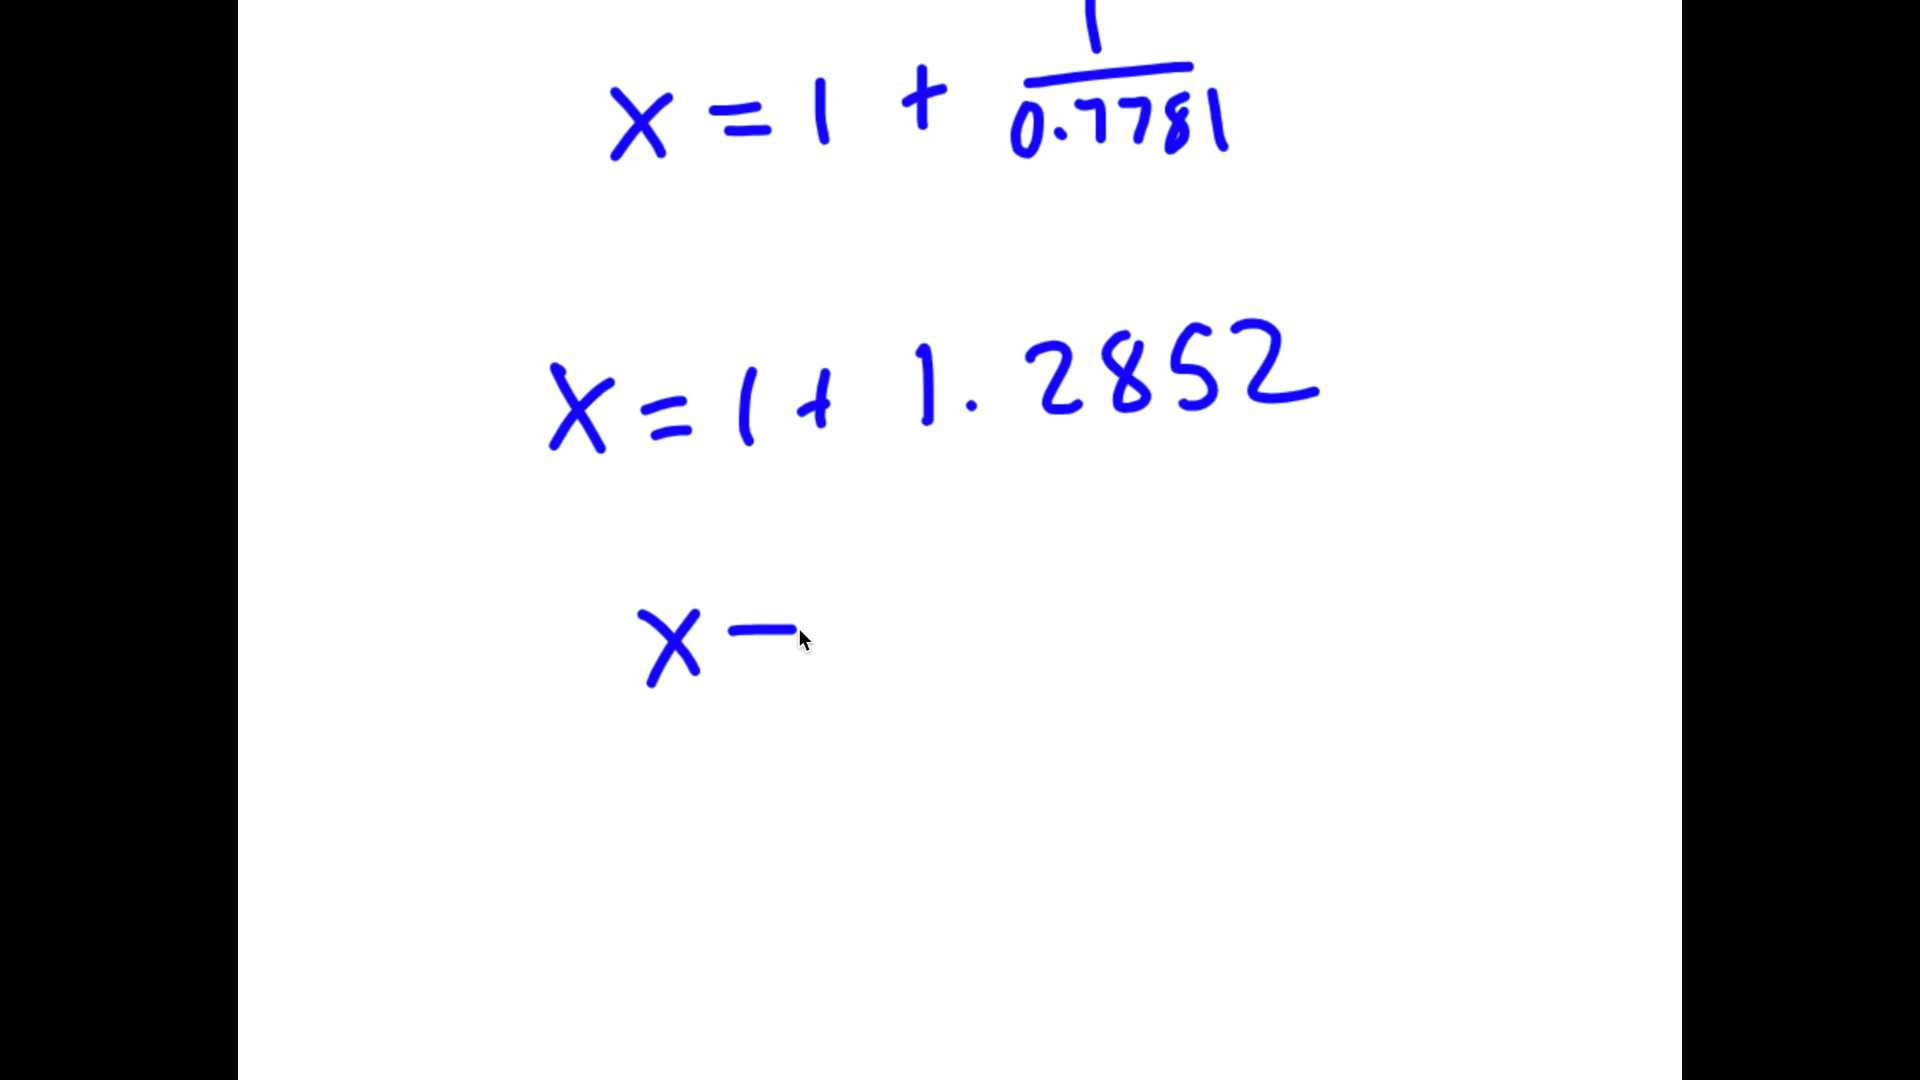 x = 1 + 1/0.7781
x = 1 + 1.2852
x –